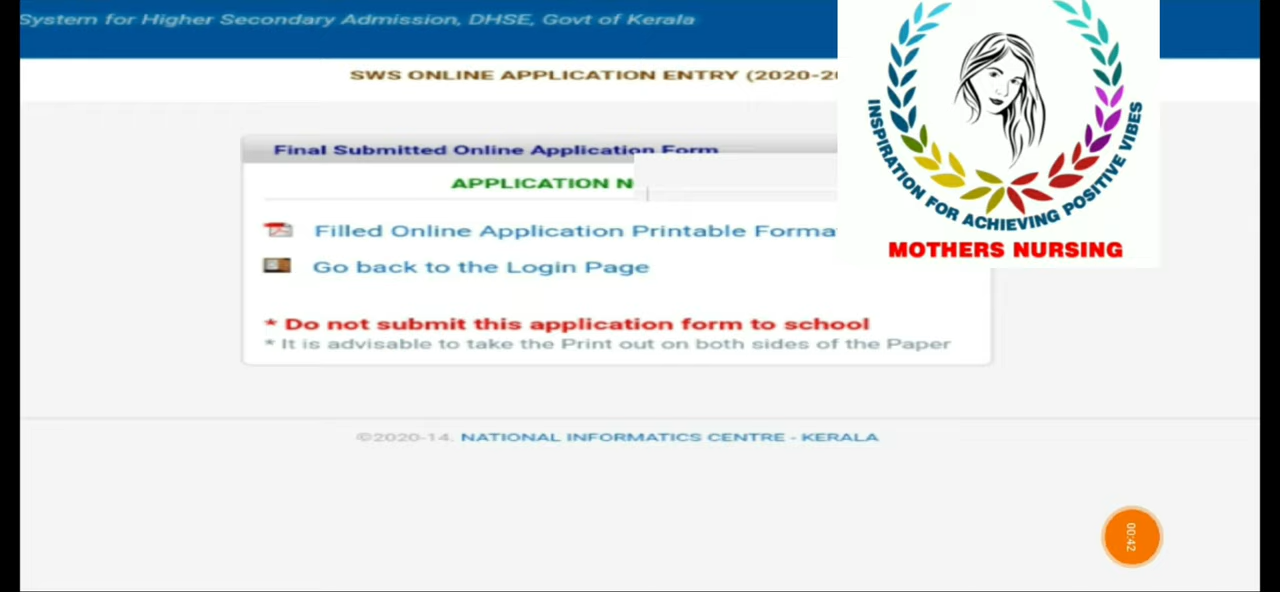 System for Higher Secondary Admission, DHSE, Govt of Kerala
SWS ONLINE APPLICATION ENTRY (2020-20
Final Submitted Online Application Form
APPLICATION N
Filled Online Application Printable Forma
Go back to the Login Page
* Do not submit this application form to school
* It is advisable to take the Print out on both sides of the Paper
©2020-14. NATIONAL INFORMATICS CENTRE - KERALA
INSPIRATION FOR ACHIEVING POSITIVE VIBES
MOTHERS NURSING
00:42